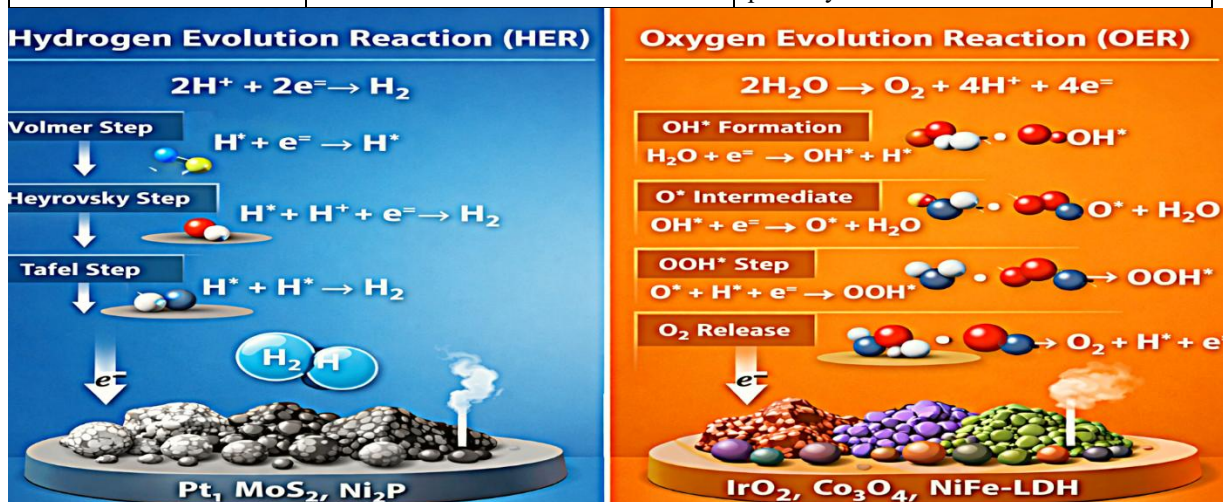 Hydrogen Evolution Reaction (HER)
2H⁺ + 2e⁼→ H₂
Volmer Step
H* + e⁼ → H*
Heyrovsky Step
H* + H⁺ + e⁼→ H₂
Tafel Step
H* + H* → H₂
H₂ H
e⁻
Pt₁ MoS₂, Ni₂P
Oxygen Evolution Reaction (OER)
2H₂O → O₂ + 4H⁺ + 4e⁼
OH* Formation
OH*
H₂O + e⁼ → OH* + H*
O* Intermediate
O* + H₂O
OH* + e⁼ → O* + H₂O
OOH* Step
→ OOH*
O* + H* + e⁼ → OOH*
O₂ Release
→ O₂ + H* + e
e⁻
IrO₂, Co₃O₄, NiFe-LDH